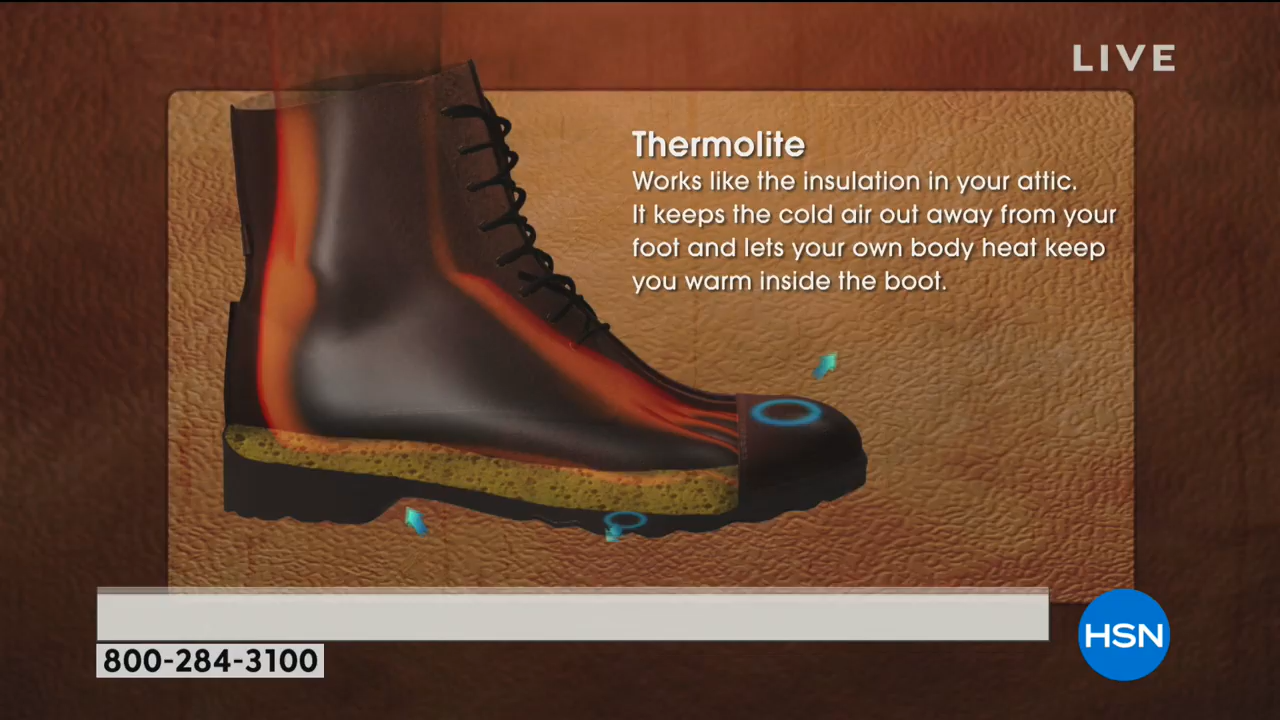 LIVE
Thermolite
Works like the insulation in your attic.
It keeps the cold air out away from your
foot and lets your own body heat keep
you warm inside the boot.
HSN
800-284-3100